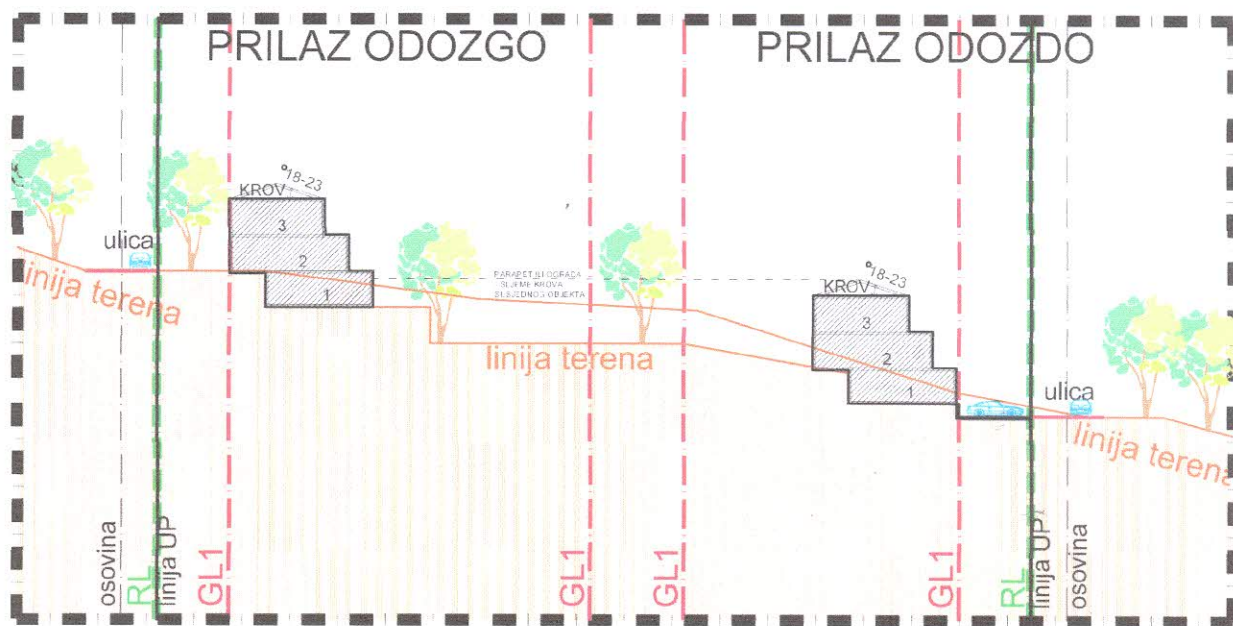 PRILAZ ODOZGO
PRILAZ ODOZDO
°18-23
KROV
3
2
1
ulica
linija terena
PARAPET ILI OGRADA
SLJEME KROVA
SUSJEDNOG OBJEKTA
linija terena
°18-23
KROV
3
2
1
ulica
linija terena
osovina
RL
linija UP
GL1
GL1
GL1
GL1
RL
linija UP
osovina